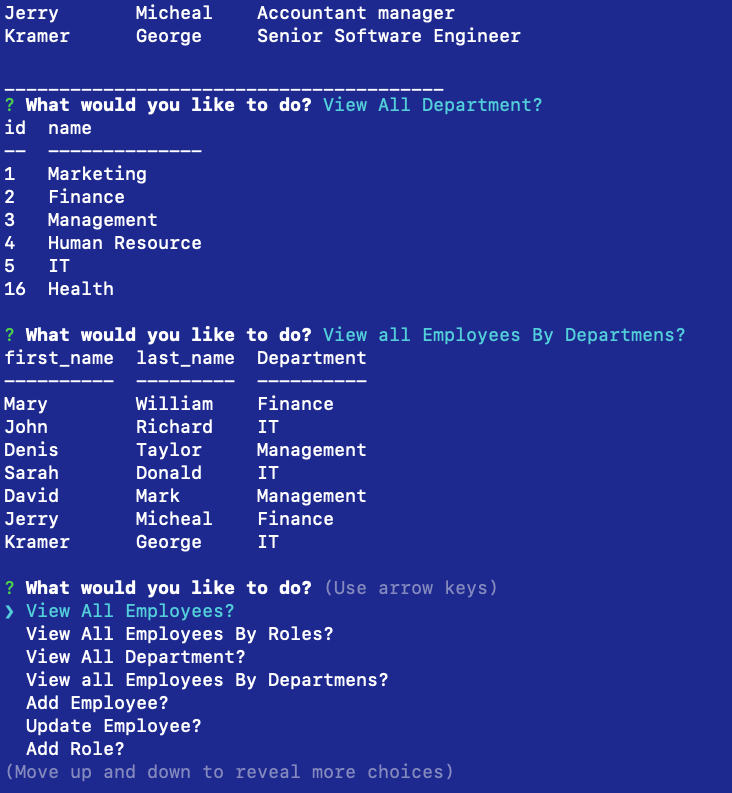 Jerry       Micheal    Accountant manager
Kramer      George     Senior Software Engineer
________________________________________
? What would you like to do? View All Department?
id  name
--  --------------
1   Marketing
2   Finance
3   Management
4   Human Resource
5   IT
16  Health
? What would you like to do? View all Employees By Departmens?
first_name  last_name  Department
----------  ---------  ----------
Mary        William    Finance
John        Richard    IT
Denis       Taylor     Management
Sarah       Donald     IT
David       Mark       Management
Jerry       Micheal    Finance
Kramer      George     IT
? What would you like to do? (Use arrow keys)
❯ View All Employees?
  View All Employees By Roles?
  View All Department?
  View all Employees By Departmens?
  Add Employee?
  Update Employee?
  Add Role?
(Move up and down to reveal more choices)